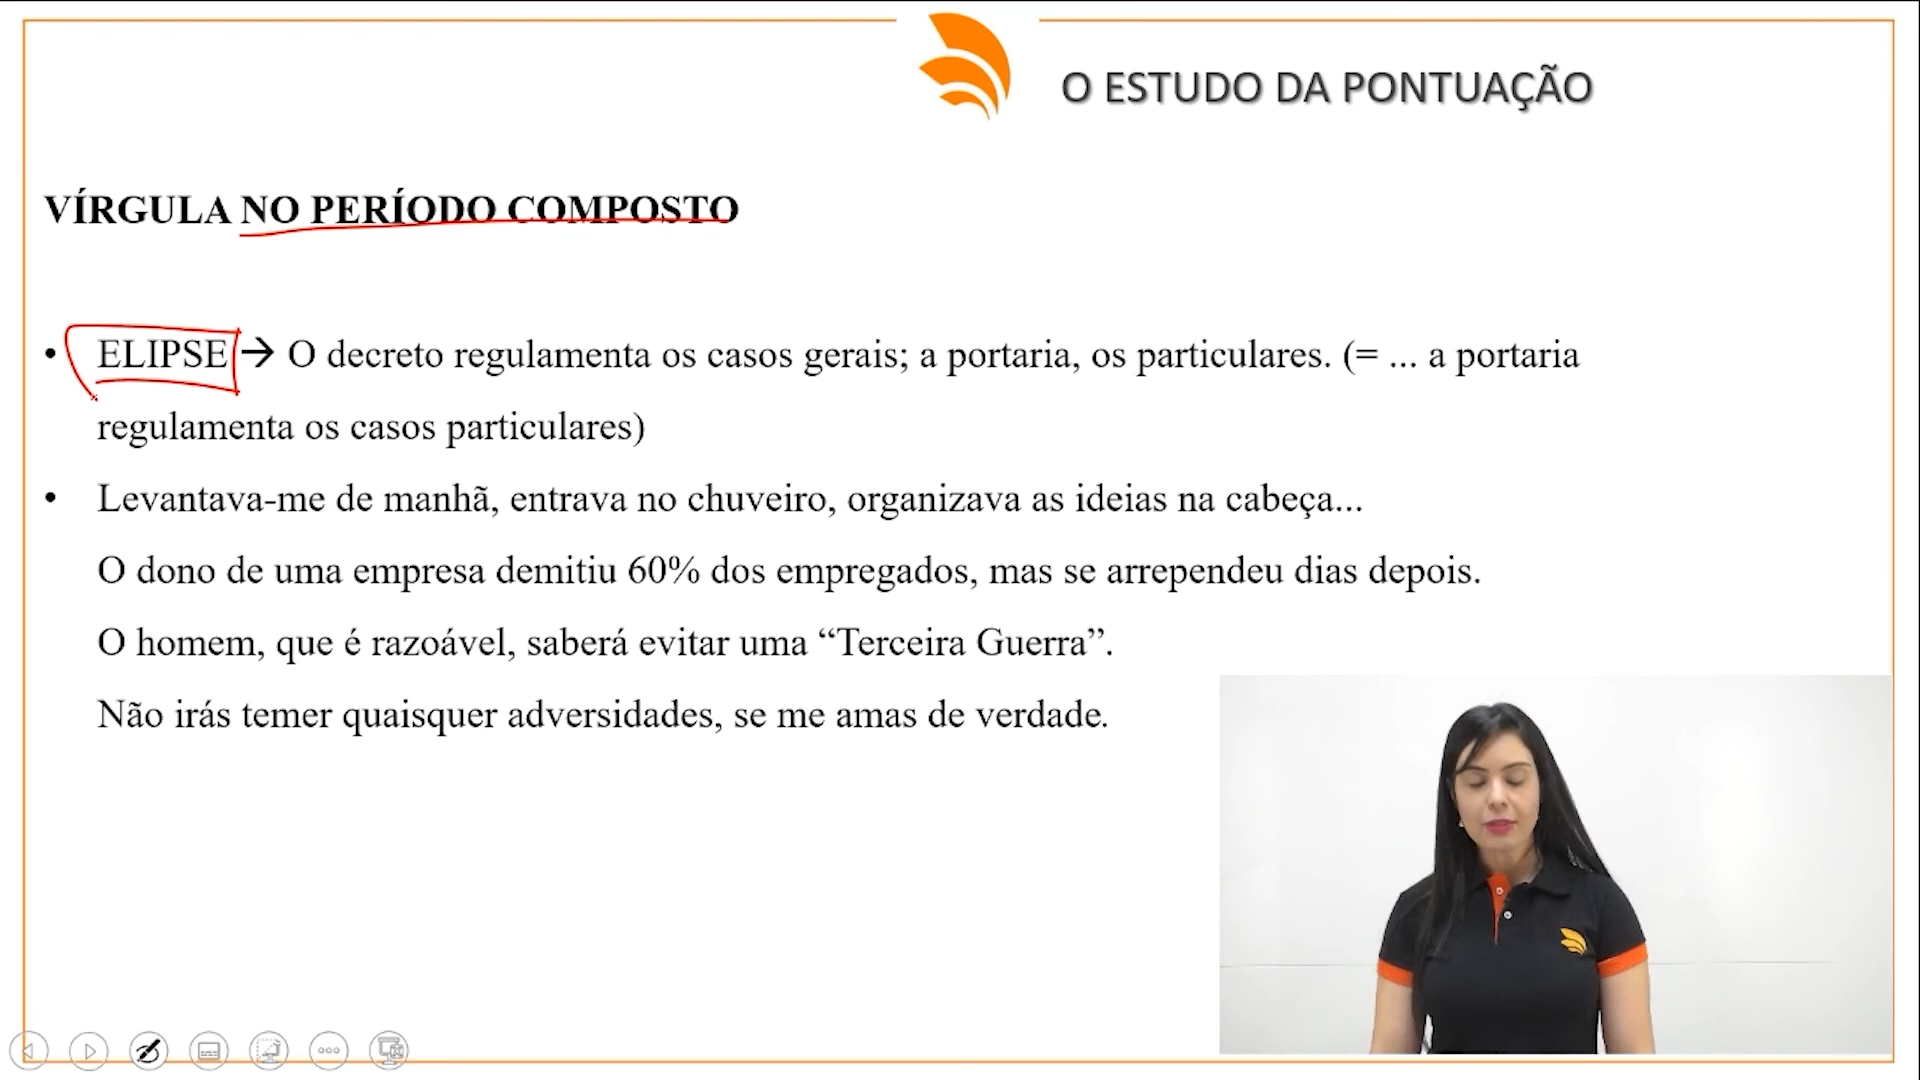 O ESTUDO DA PONTUAÇÃO
VÍRGULA NO PERÍODO COMPOSTO
• ELIPSE → O decreto regulamenta os casos gerais; a portaria, os particulares. (= ... a portaria
regulamenta os casos particulares)
• Levantava-me de manhã, entrava no chuveiro, organizava as ideias na cabeça...
O dono de uma empresa demitiu 60% dos empregados, mas se arrependeu dias depois.
O homem, que é razoável, saberá evitar uma “Terceira Guerra”.
Não irás temer quaisquer adversidades, se me amas de verdade.